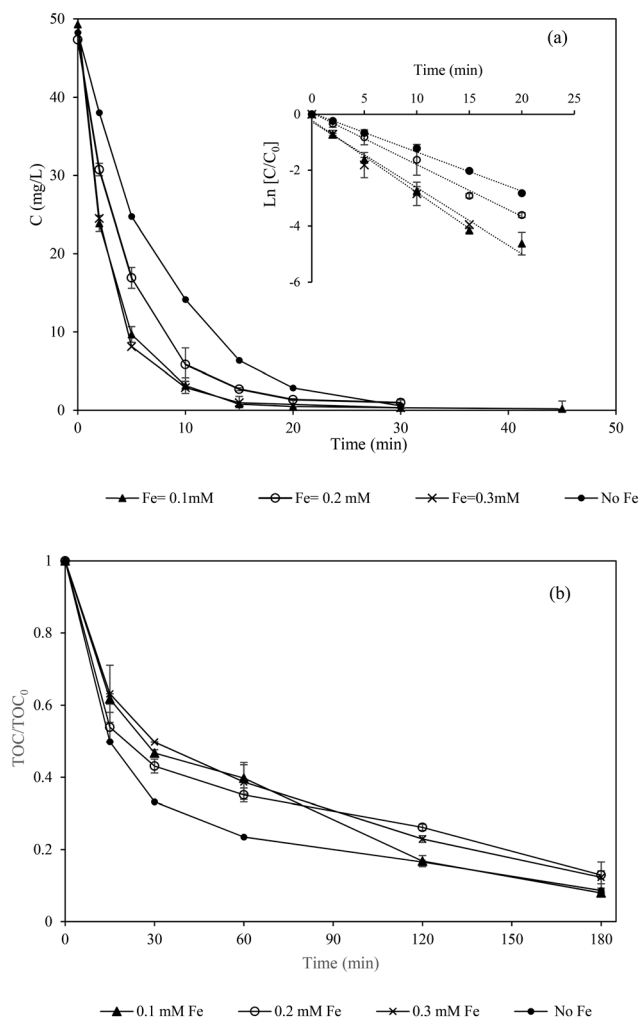 (a)
50
40
30
20
10
0
C (mg/L)
0 10 20 30 40 50
Time (min)
Time (min)
0 5 10 15 20 25
0
-2
-4
-6
Ln [C/C0]
Fe= 0.1mM Fe= 0.2 mM Fe=0.3mM No Fe
(b)
1
0.8
0.6
0.4
0.2
0
TOC/TOC0
0 30 60 90 120 150 180
Time (min)
0.1 mM Fe 0.2 mM Fe 0.3 mM Fe No Fe